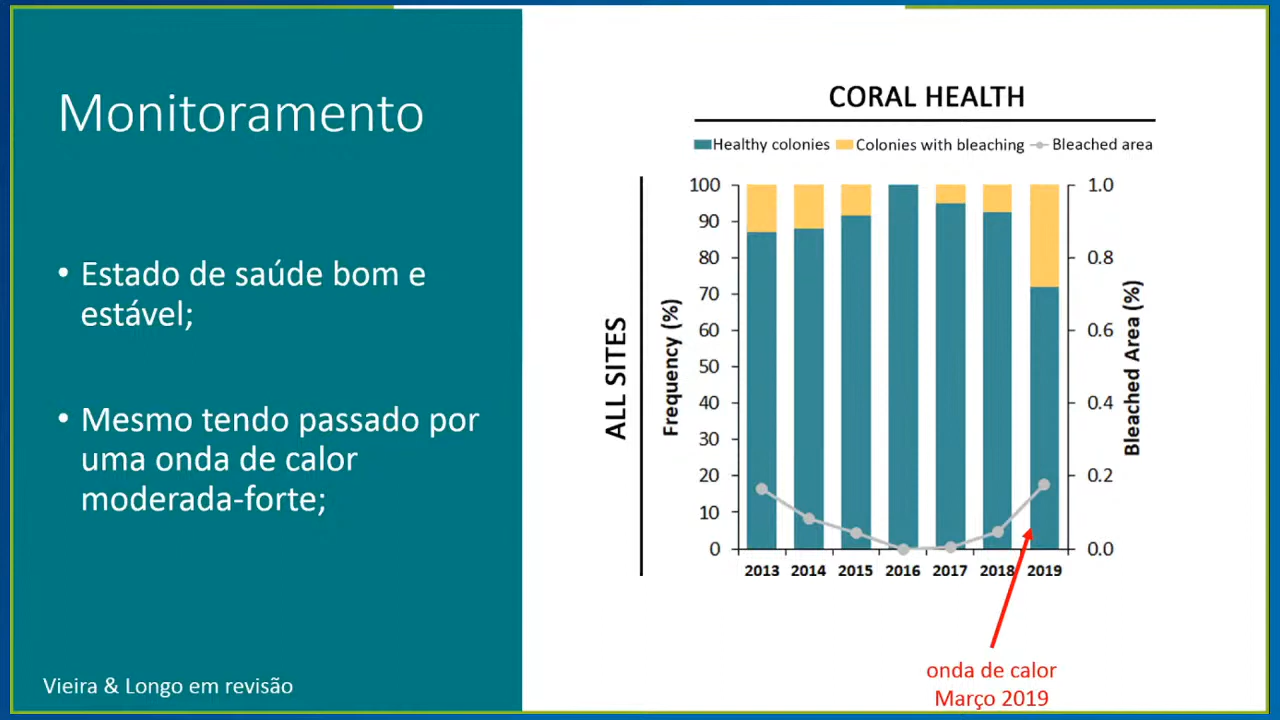 Monitoramento
• Estado de saúde bom e
estável;
• Mesmo tendo passado por
uma onda de calor
moderada-forte;
Vieira & Longo em revisão
CORAL HEALTH
Healthy colonies Colonies with bleaching Bleached area
ALL SITES
Frequency (%)
100
90
80
70
60
50
40
30
20
10
0
1.0
0.8
0.6
0.4
0.2
0.0
Bleached Area (%)
2013 2014 2015 2016 2017 2018 2019
onda de calor
Março 2019